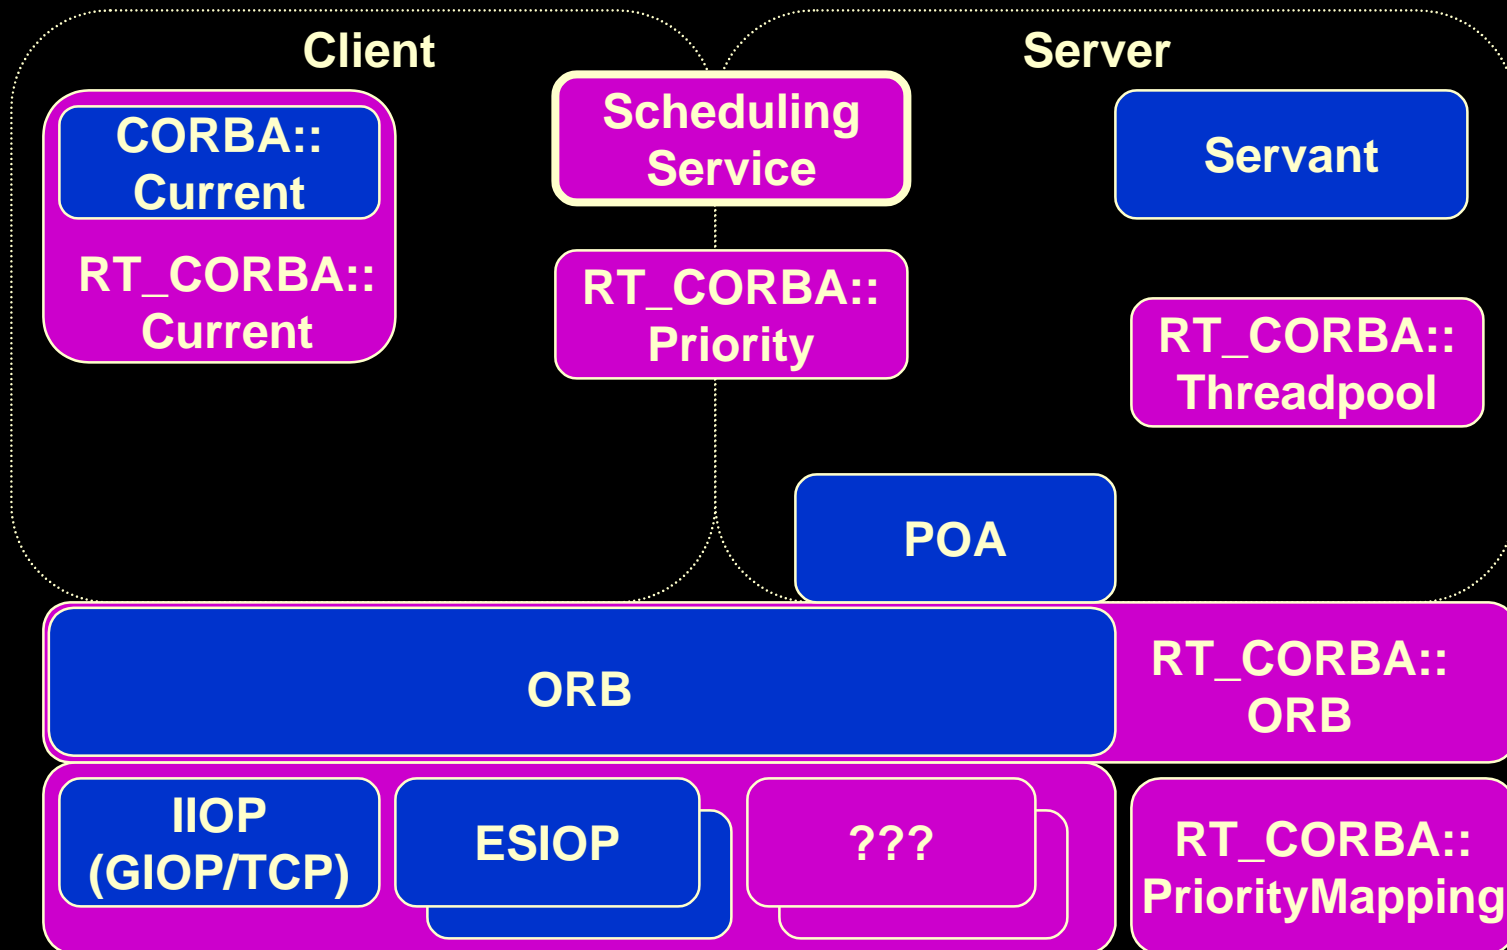 Client
Server
CORBA::
Current
RT_CORBA::
Current
Scheduling
Service
RT_CORBA::
Priority
Servant
RT_CORBA::
Threadpool
POA
ORB
RT_CORBA::
ORB
IIOP
(GIOP/TCP)
ESIOP
???
RT_CORBA::
PriorityMapping